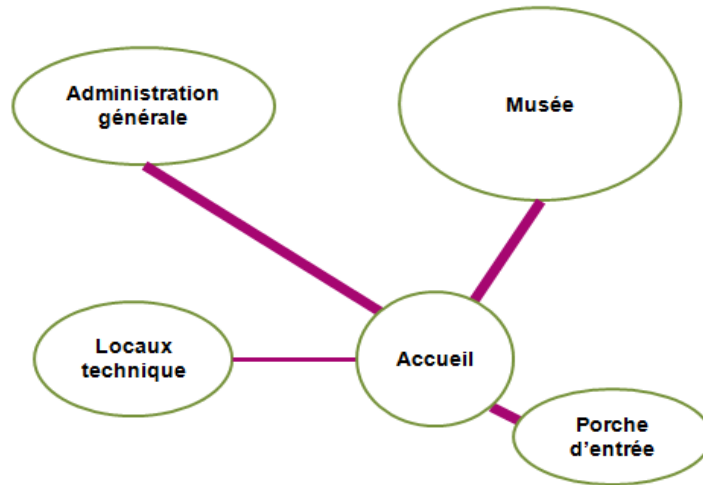 Administration
générale
Musée
Locaux
technique
Accueil
Porche
d'entrée